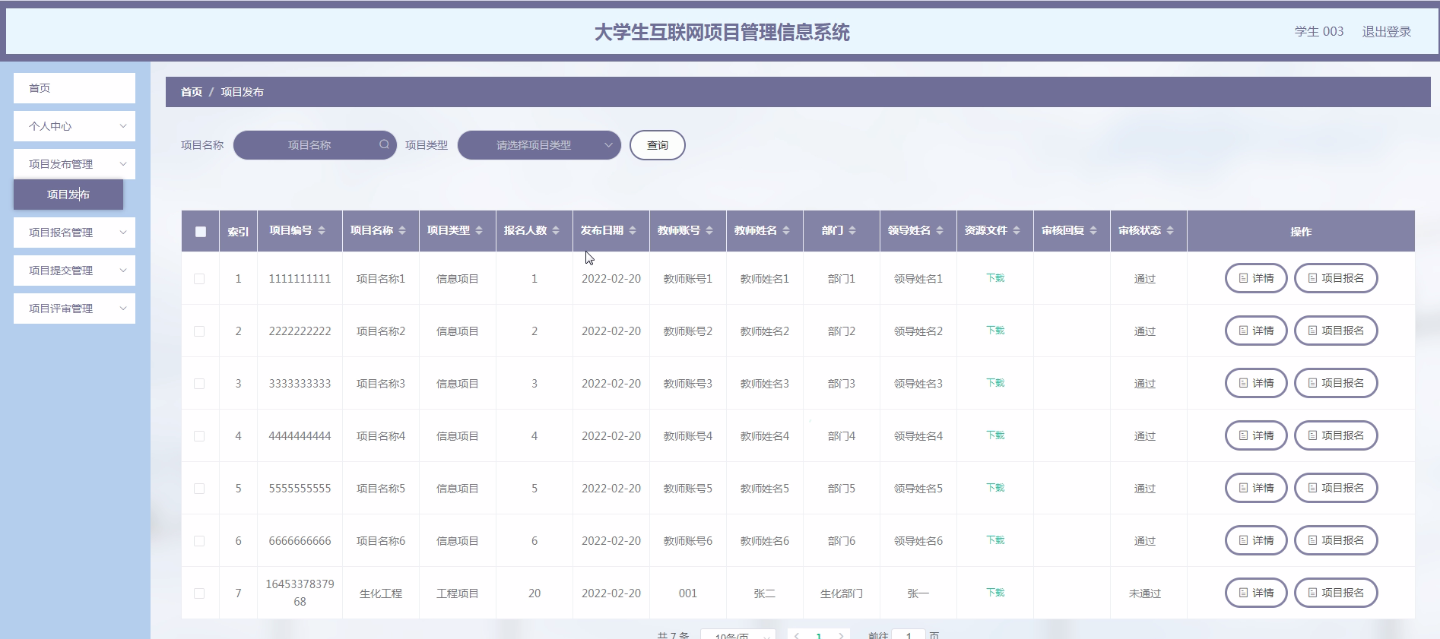 大学生互联网项目管理信息系统
学生 003 退出登录
首页
个人中心
项目发布管理
项目发布
项目报名管理
项目提交管理
项目评审管理
首页 / 项目发布
项目名称 项目名称 项目类型 请选择项目类型 查询
索引 项目编号 项目名称 项目类型 报名人数 发布日期 教师账号 教师姓名 部门 领导姓名 资源文件 审核回复 审核状态 操作
1 1111111111 项目名称1 信息项目 1 2022-02-20 教师账号1 教师姓名1 部门1 领导姓名1 下载 通过 详情 项目报名
2 2222222222 项目名称2 信息项目 2 2022-02-20 教师账号2 教师姓名2 部门2 领导姓名2 下载 通过 详情 项目报名
3 3333333333 项目名称3 信息项目 3 2022-02-20 教师账号3 教师姓名3 部门3 领导姓名3 下载 通过 详情 项目报名
4 4444444444 项目名称4 信息项目 4 2022-02-20 教师账号4 教师姓名4 部门4 领导姓名4 下载 通过 详情 项目报名
5 5555555555 项目名称5 信息项目 5 2022-02-20 教师账号5 教师姓名5 部门5 领导姓名5 下载 通过 详情 项目报名
6 6666666666 项目名称6 信息项目 6 2022-02-20 教师账号6 教师姓名6 部门6 领导姓名6 下载 通过 详情 项目报名
7 1645337837968 生化工程 工程项目 20 2022-02-20 001 张二 生化部门 张一 下载 未通过 详情 项目报名
共 7 条 10条/页 1 前往 1 页